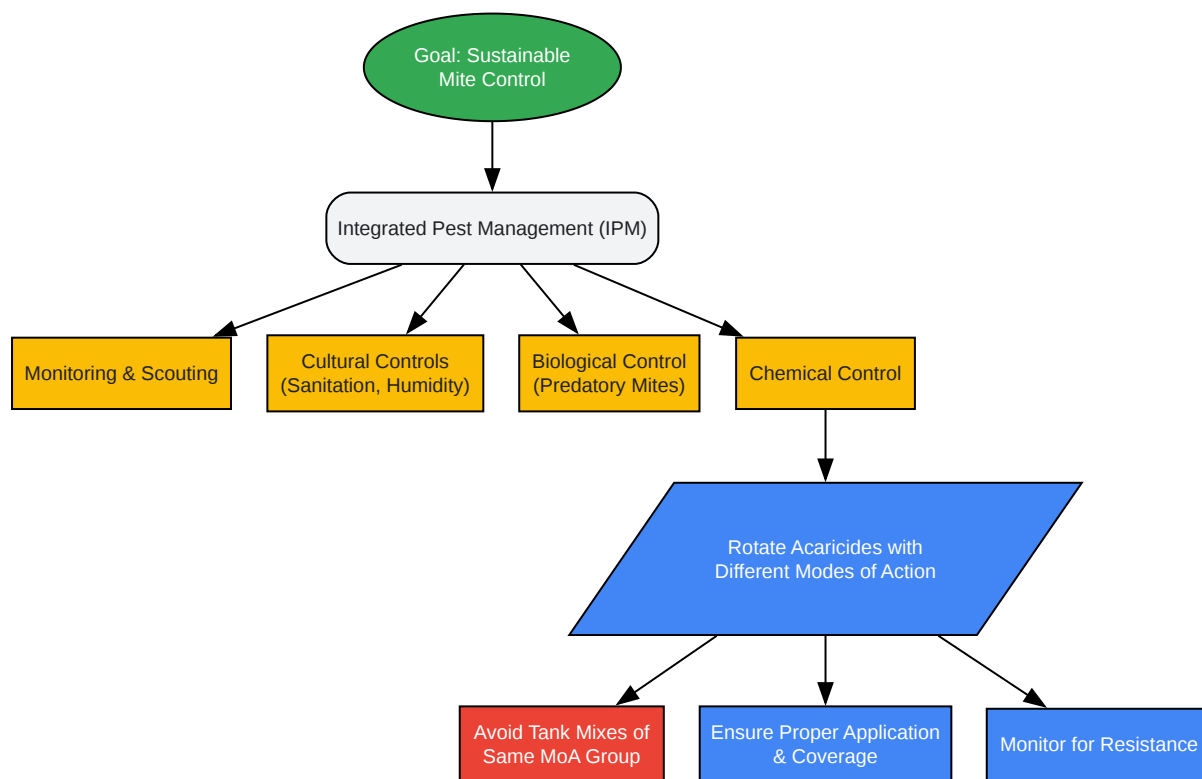 Goal: Sustainable
Mite Control
Integrated Pest Management (IPM)
Monitoring & Scouting
Cultural Controls
(Sanitation, Humidity)
Biological Control
(Predatory Mites)
Chemical Control
Rotate Acaricides with
Different Modes of Action
Avoid Tank Mixes of
Same MoA Group
Ensure Proper Application
& Coverage
Monitor for Resistance